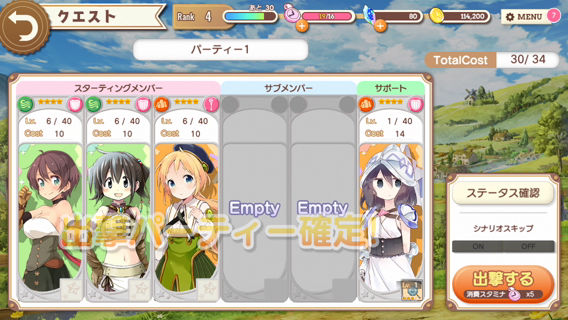 クエスト
Rank 4
あと 30
19/16
80
114,200
MENU ?
パーティー1
TotalCost 30/34
スターティングメンバー
サブメンバー
サポート
Lv. 6 / 40
Cost 10
Lv. 6 / 40
Cost 10
Lv. 6 / 40
Cost 10
Lv. 1 / 40
Cost 14
Empty
Empty
出撃パーティー確定!
Lv. 1
ステータス確認
シナリオスキップ
ON OFF
出撃する
消費スタミナ x5